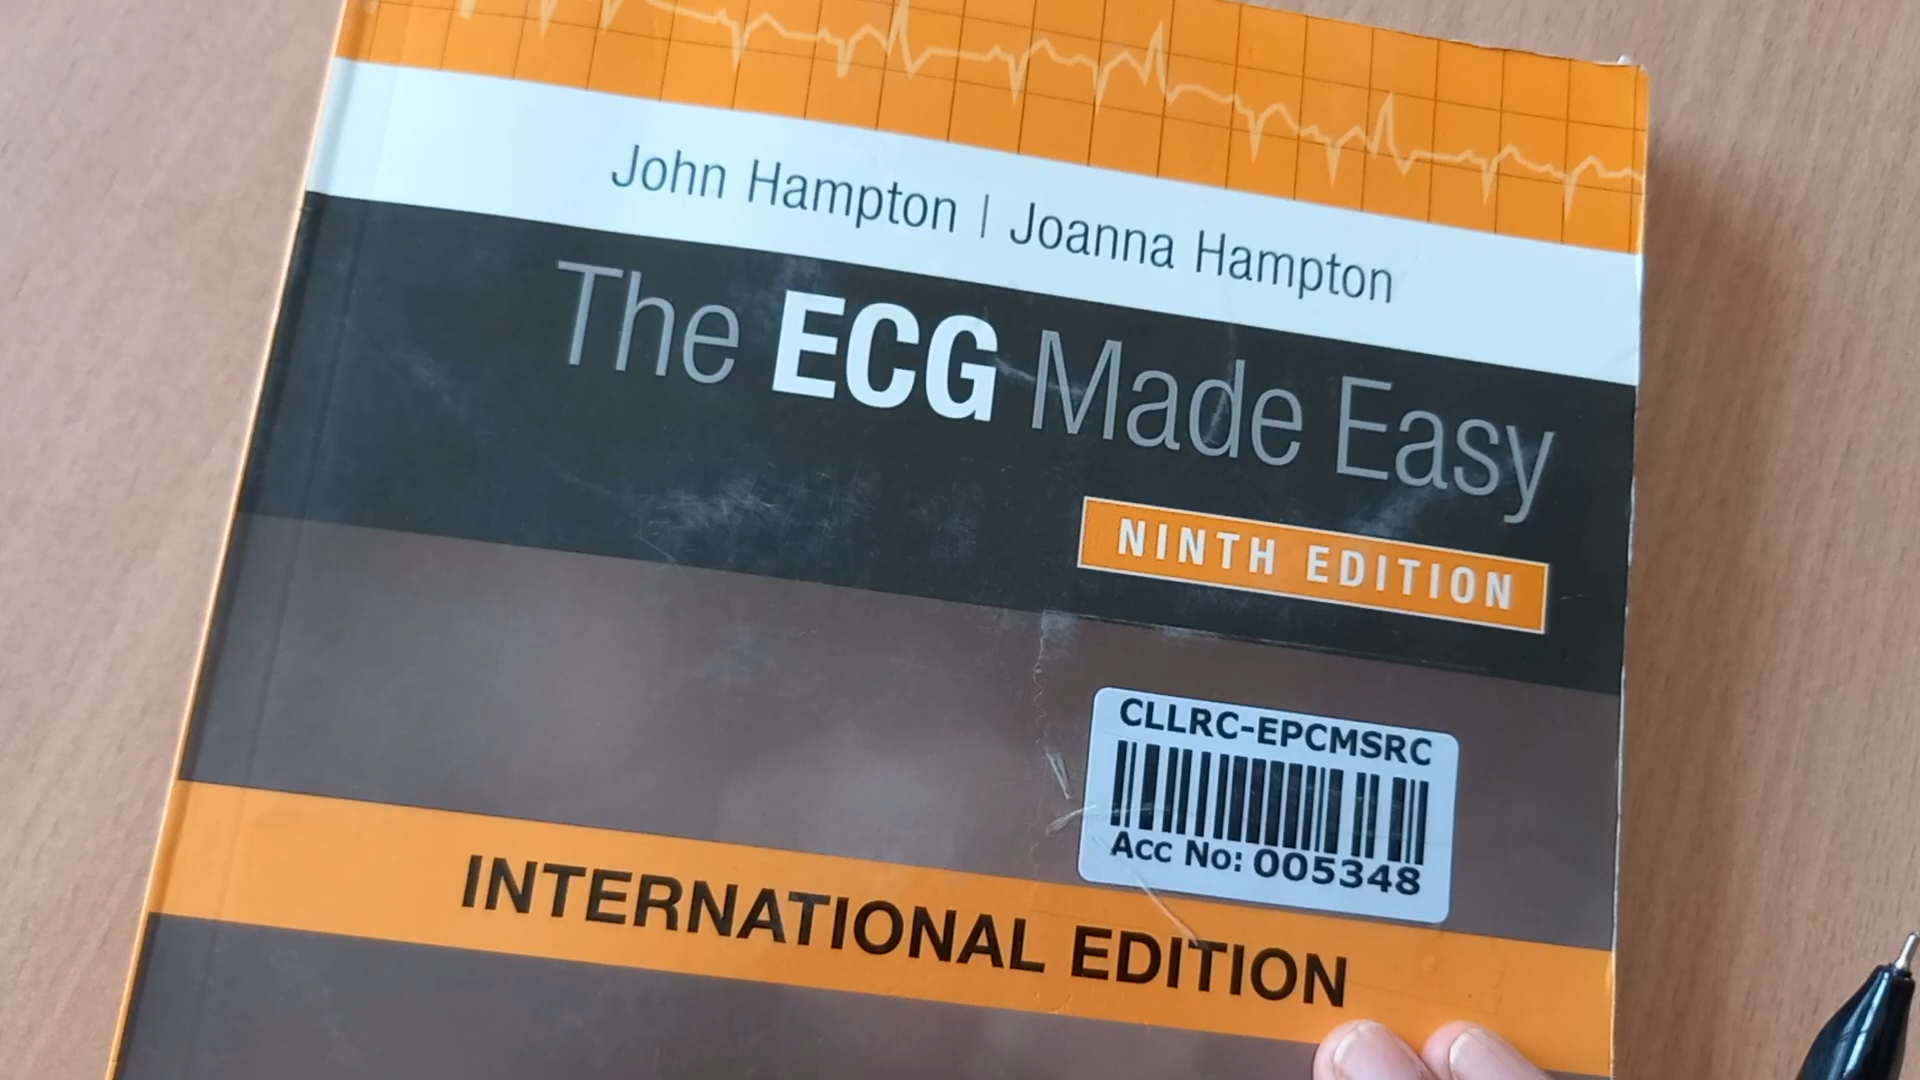 John Hampton | Joanna Hampton
The ECG Made Easy
NINTH EDITION
CLLRC-EPCMSRC
Acc No: 005348
INTERNATIONAL EDITION